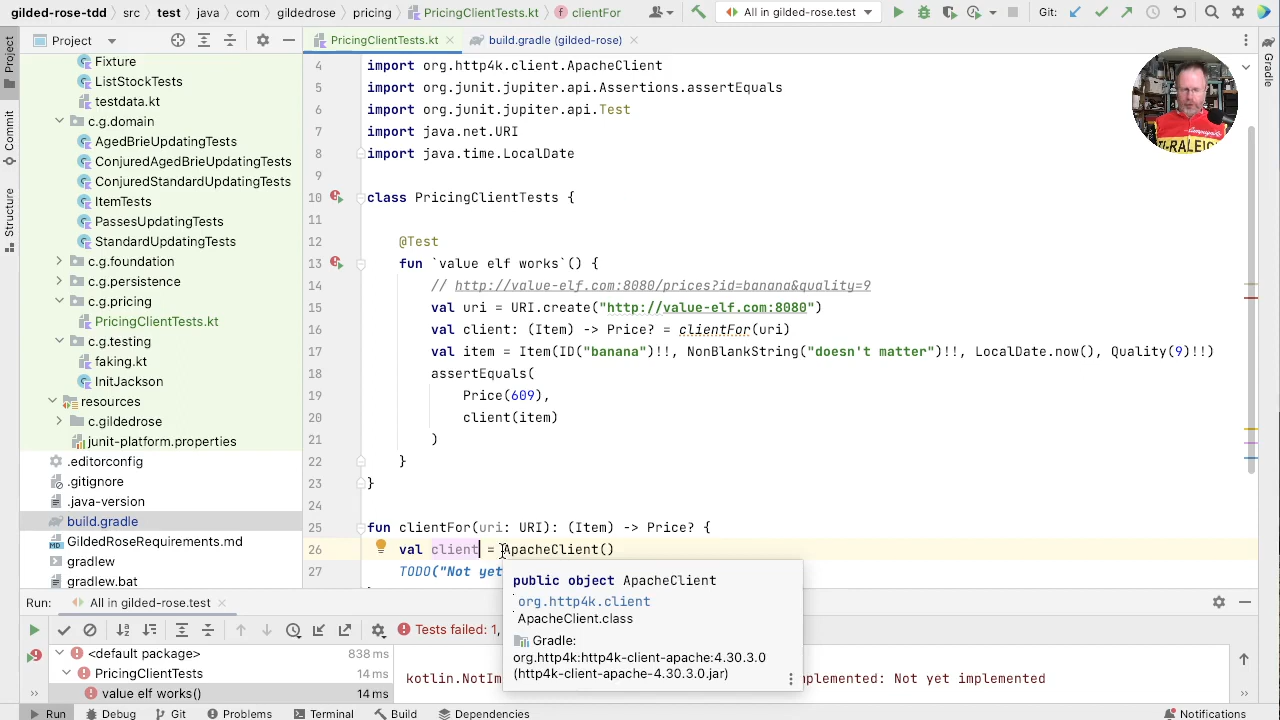 gilded-rose-tdd > src > test > java > com > gildedrose > pricing > PricingClientTests.kt > clientFor
All in gilded-rose.test
Git:
Project
PricingClientTests.kt
build.gradle (gilded-rose)
Project
Commit
Structure
Gradle
Fixture
ListStockTests
testdata.kt
c.g.domain
AgedBrieUpdatingTests
ConjuredAgedBrieUpdatingTests
ConjuredStandardUpdatingTests
ItemTests
PassesUpdatingTests
StandardUpdatingTests
c.g.foundation
c.g.persistence
c.g.pricing
PricingClientTests.kt
c.g.testing
faking.kt
InitJackson
resources
c.gildedrose
junit-platform.properties
.editorconfig
.gitignore
.java-version
build.gradle
GildedRoseRequirements.md
gradlew
gradlew.bat
4 import org.http4k.client.ApacheClient
5 import org.junit.jupiter.api.Assertions.assertEquals
6 import org.junit.jupiter.api.Test
7 import java.net.URI
8 import java.time.LocalDate
9
10 class PricingClientTests {
11
12 @Test
13 fun `value elf works`() {
14 // http://value-elf.com:8080/prices?id=banana&quality=9
15 val uri = URI.create("http://value-elf.com:8080")
16 val client: (Item) -> Price? = clientFor(uri)
17 val item = Item(ID("banana")!!, NonBlankString("doesn't matter")!!, LocalDate.now(), Quality(9)!!)
18 assertEquals(
19 Price(609),
20 client(item)
21 )
22 }
23 }
24
25 fun clientFor(uri: URI): (Item) -> Price? {
26 val client = ApacheClient()
27 TODO("Not yet
public object ApacheClient
org.http4k.client
ApacheClient.class
Gradle:
org.http4k:http4k-client-apache:4.30.3.0
(http4k-client-apache-4.30.3.0.jar)
Run: All in gilded-rose.test
Tests failed: 1,
<default package> 838 ms
PricingClientTests 14 ms
value elf works() 14 ms
kotlin.NotIm
plemented: Not yet implemented
Run
Debug
Git
Problems
Terminal
Build
Dependencies
Notifications